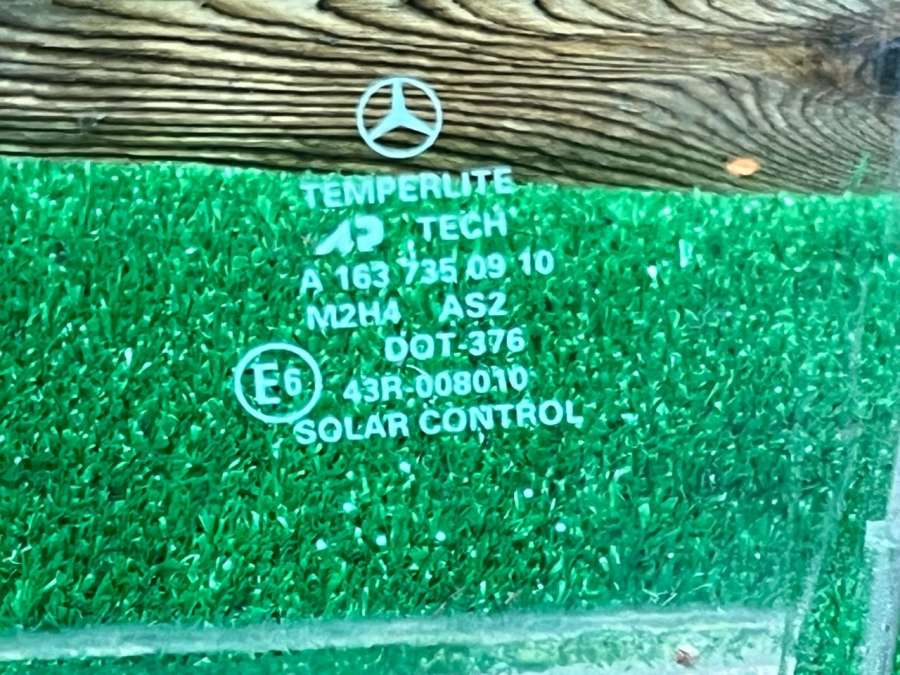 TEMPERLITE
AP TECH
A 163 735 09 10
M2H4 AS2
DOT-376
E6 43R-008010
SOLAR CONTROL